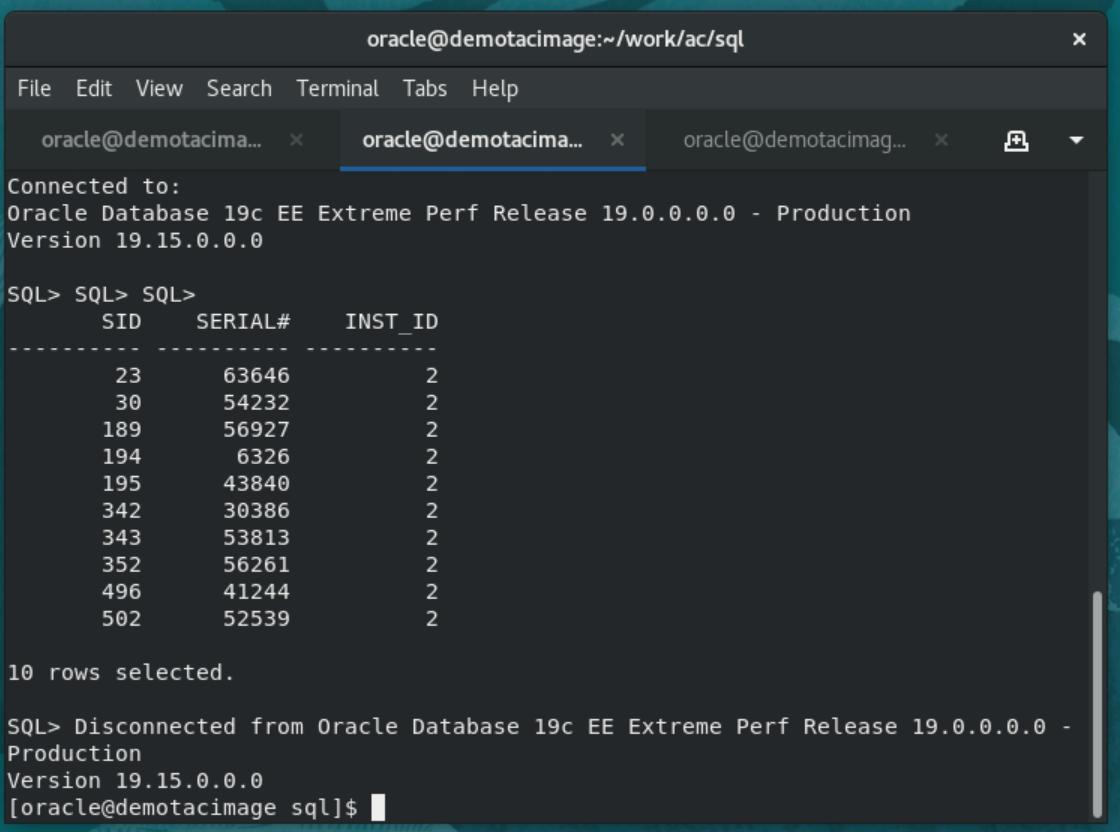 oracle@demotacimage:~/work/ac/sql
File Edit View Search Terminal Tabs Help
oracle@demotacima... oracle@demotacima... oracle@demotacimag...
Connected to:
Oracle Database 19c EE Extreme Perf Release 19.0.0.0.0 - Production
Version 19.15.0.0.0
SQL> SQL> SQL>
SID SERIAL# INST_ID
---------- ---------- ----------
23 63646 2
30 54232 2
189 56927 2
194 6326 2
195 43840 2
342 30386 2
343 53813 2
352 56261 2
496 41244 2
502 52539 2
10 rows selected.
SQL> Disconnected from Oracle Database 19c EE Extreme Perf Release 19.0.0.0.0 -
Production
Version 19.15.0.0.0
[oracle@demotacimage sql]$